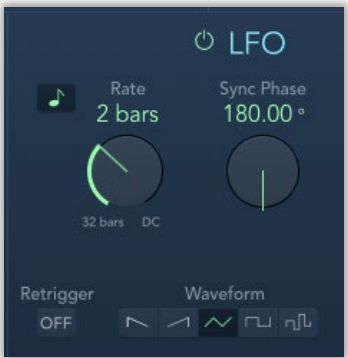 LFO
Rate Sync Phase
2 bars 180.00 °
32 bars DC
Retrigger Waveform
OFF